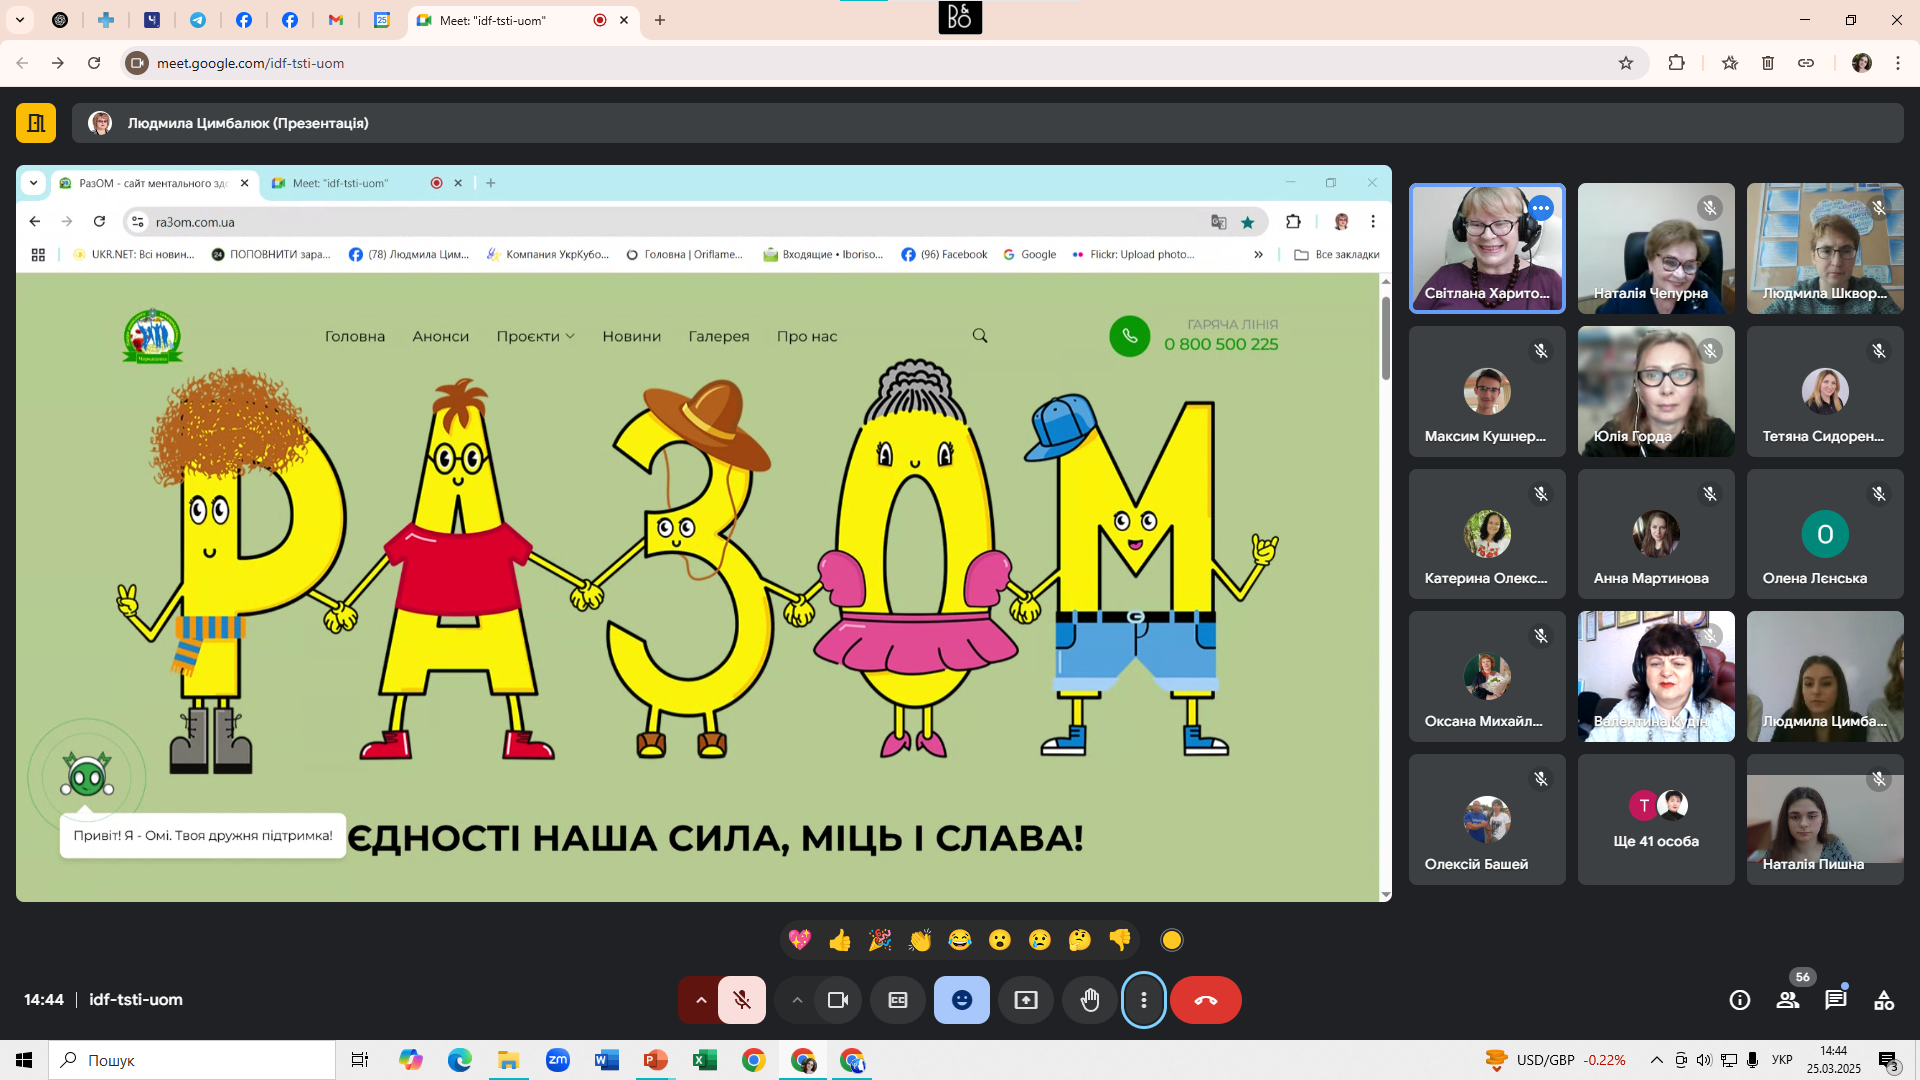 Meet: "idf-tsti-uom"
B&O
meet.google.com/idf-tsti-uom
Людмила Цимбалюк (Презентація)
РазОМ - сайт ментального здо
Meet: "idf-tsti-uom"
ra3om.com.ua
UKR.NET: Всі новин...
24 ПОПОВНИТИ зара...
(78) Людмила Цим...
Компания УкрКубо...
Головна | Oriflame...
Входящие • Iboriso...
(96) Facebook
Google
Flickr: Upload photo...
Все закладки
Головна
Анонси
Проєкти
Новини
Галерея
Про нас
ГАРЯЧА ЛІНІЯ
0 800 500 225
РАЗОМ
Привіт! Я - Омі. Твоя дружня підтримка!
ЄДНОСТІ НАША СИЛА, МІЦЬ І СЛАВА!
Світлана Харито...
Наталія Чепурна
Людмила Шквор...
Максим Кушнер...
Юлія Горда
Тетяна Сидорен...
Катерина Олекс...
Анна Мартинова
О
Олена Лєнська
Оксана Михайл...
Валентина Кудін
Людмила Цимба...
Олексій Башей
Т
Ще 41 особа
Наталія Пишна
14:44 | idf-tsti-uom
56
Пошук
USD/GBP -0.22%
УКР
14:44
25.03.2025
3